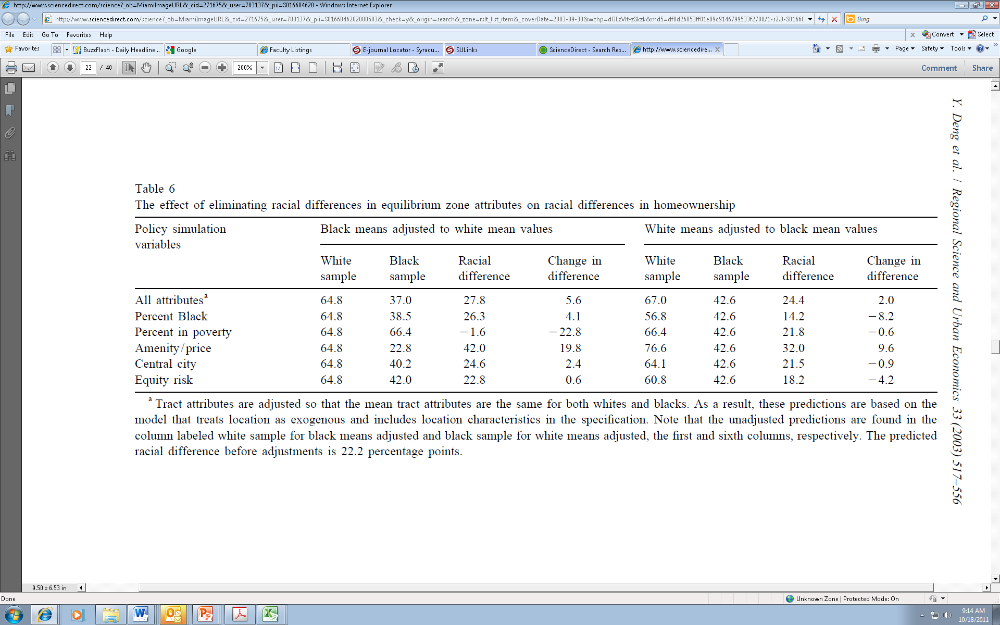 http://www.sciencedirect.com/science?_ob=MiamiImageURL&_cid=271675&_user=783137&_pii=S016604620 - Windows Internet Explorer
http://www.sciencedirect.com/science?_ob=MiamiImageURL&_cid=271675&_user=783137&_pii=S0166046202000583&_check=y&_origin=search&_zone=rslt_list_item&_coverDate=2003-09-30&wchp=dGLzVlt-zSkzk&md5=df8d26053ff01e89c9146799533f2708/1-s2.0-S01660 Bing
File Edit Go To Favorites Help Convert Select
Favorites BuzzFlash - Daily Headline... Google Faculty Listings E-journal Locator - Syracu... SULinks ScienceDirect - Search Res... http://www.sciencedire... Page Safety Tools
22 / 40 200% Comment Share
Y. Deng et al. / Regional Science and Urban Economics 33 (2003) 517–556
Table 6
The effect of eliminating racial differences in equilibrium zone attributes on racial differences in homeownership
Policy simulation variables Black means adjusted to white mean values White means adjusted to black mean values
White sample Black sample Racial difference Change in difference White sample Black sample Racial difference Change in difference
All attributesa 64.8 37.0 27.8 5.6 67.0 42.6 24.4 2.0
Percent Black 64.8 38.5 26.3 4.1 56.8 42.6 14.2 −8.2
Percent in poverty 64.8 66.4 −1.6 −22.8 66.4 42.6 21.8 −0.6
Amenity/price 64.8 22.8 42.0 19.8 76.6 42.6 32.0 9.6
Central city 64.8 40.2 24.6 2.4 64.1 42.6 21.5 −0.9
Equity risk 64.8 42.0 22.8 0.6 60.8 42.6 18.2 −4.2
a Tract attributes are adjusted so that the mean tract attributes are the same for both whites and blacks. As a result, these predictions are based on the
model that treats location as exogenous and includes location characteristics in the specification. Note that the unadjusted predictions are found in the
column labeled white sample for black means adjusted and black sample for white means adjusted, the first and sixth columns, respectively. The predicted
racial difference before adjustments is 22.2 percentage points.
9.50 x 6.53 in
Done Unknown Zone | Protected Mode: On
9:14 AM
10/18/2011